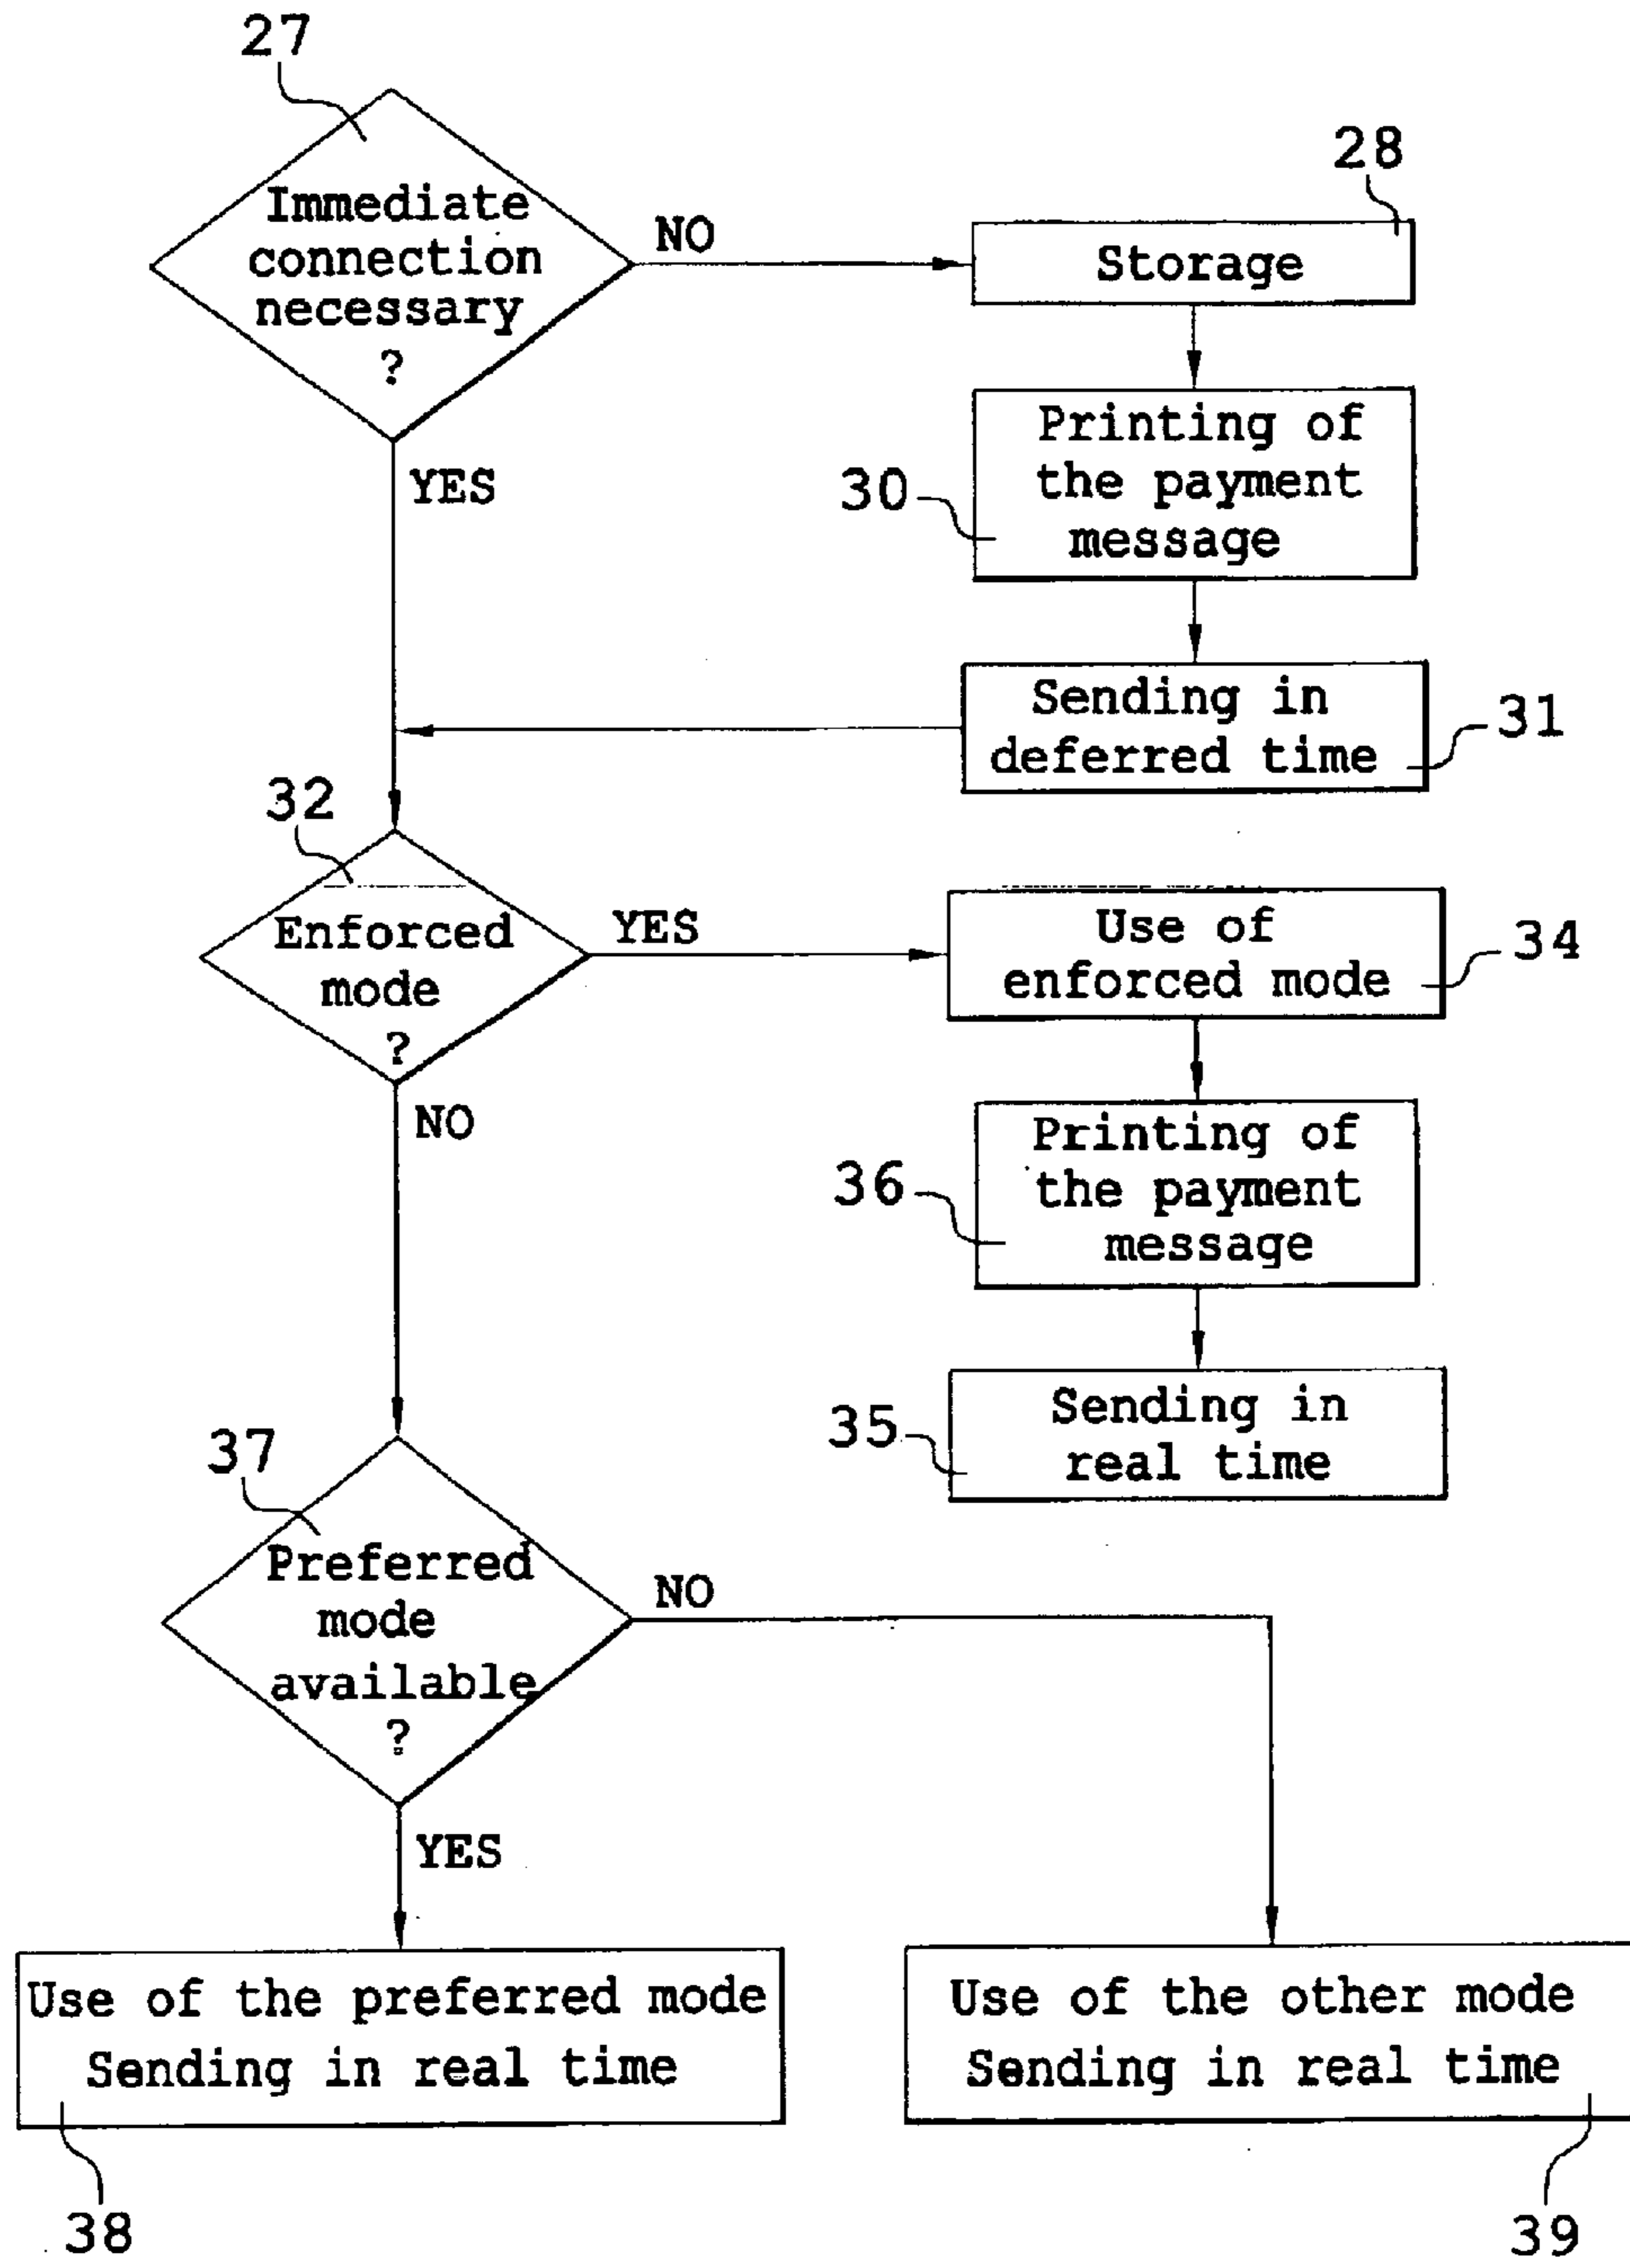 27
Immediate
connection
necessary
?
NO
YES
28
Storage
30
Printing of
the payment
message
Sending in
deferred time
31
32
Enforced
mode
?
YES
NO
Use of
enforced mode
34
36
Printing of
the payment
message
35
Sending in
real time
37
Preferred
mode
available
?
NO
YES
Use of the preferred mode
Sending in real time
38
Use of the other mode
Sending in real time
39